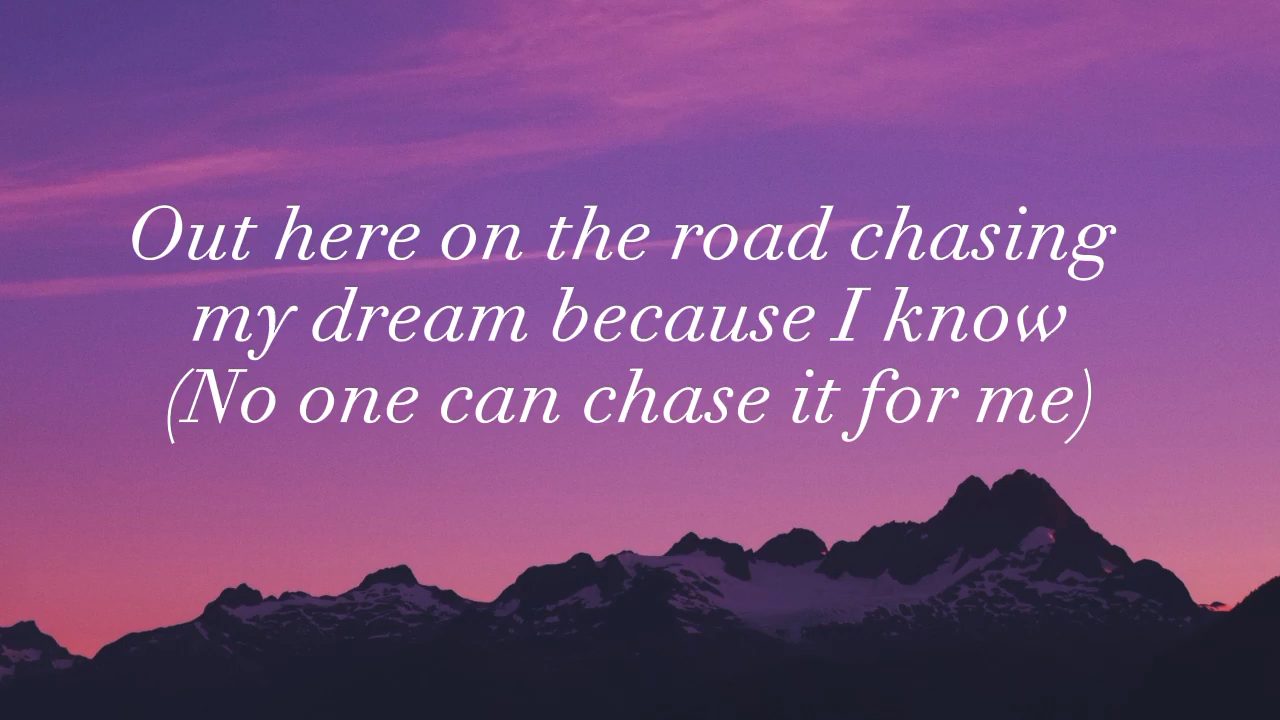 Out here on the road chasing
my dream because I know
(No one can chase it for me)